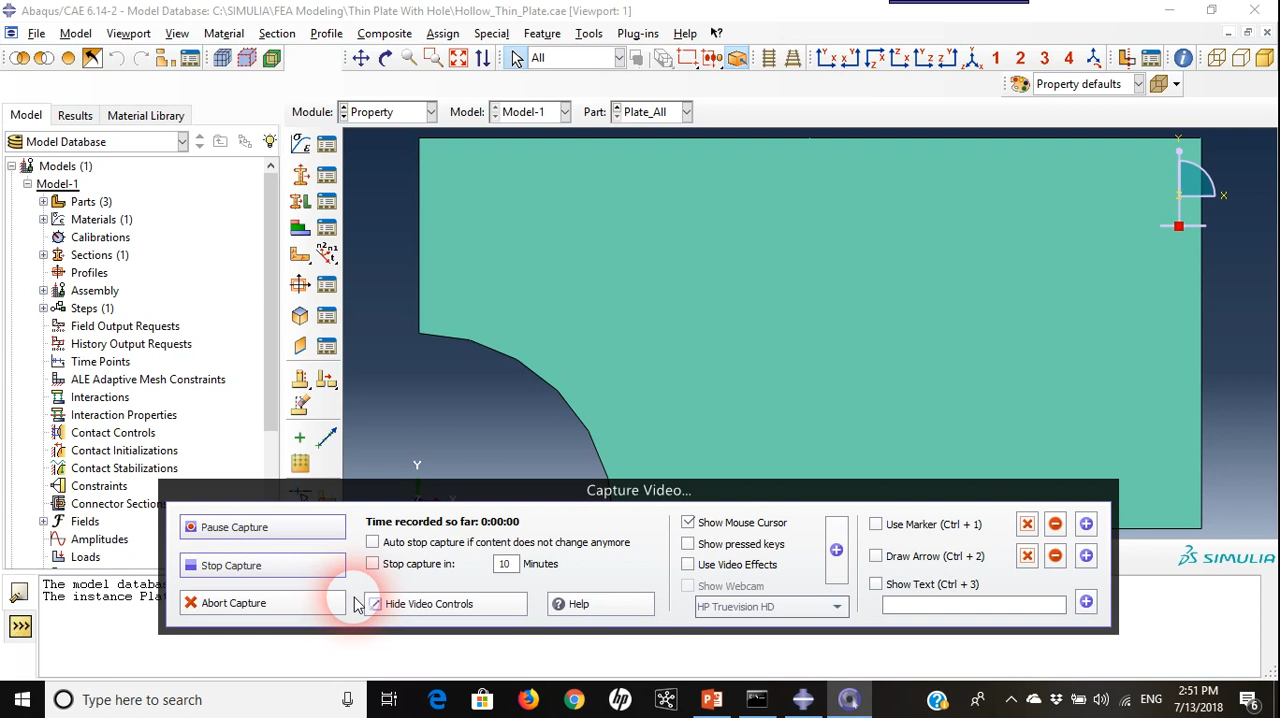 Abaqus/CAE 6.14-2 - Model Database: C:\SIMULIA\FEA Modeling\Thin Plate With Hole\Hollow_Thin_Plate.cae [Viewport: 1]
File Model Viewport View Material Section Profile Composite Assign Special Feature Tools Plug-ins Help
All
1 2 3 4
Property defaults
Model Results Material Library
Module: Property Model: Model-1 Part: Plate_All
Model Database
Models (1)
Model-1
Parts (3)
Materials (1)
Calibrations
Sections (1)
Profiles
Assembly
Steps (1)
Field Output Requests
History Output Requests
Time Points
ALE Adaptive Mesh Constraints
Interactions
Interaction Properties
Contact Controls
Contact Initializations
Contact Stabilizations
Constraints
Connector Sections
Fields
Amplitudes
Loads
Y
X
Y
Capture Video...
Pause Capture
Stop Capture
Abort Capture
Time recorded so far: 0:00:00
Auto stop capture if content does not change anymore
Stop capture in: 10 Minutes
Hide Video Controls
Help
Show Mouse Cursor
Show pressed keys
Use Video Effects
Show Webcam
HP Truevision HD
Use Marker (Ctrl + 1)
Draw Arrow (Ctrl + 2)
Show Text (Ctrl + 3)
SIMULIA
The model databa
The instance Pla
>>>
Type here to search
ENG
2:51 PM
7/13/2018
6